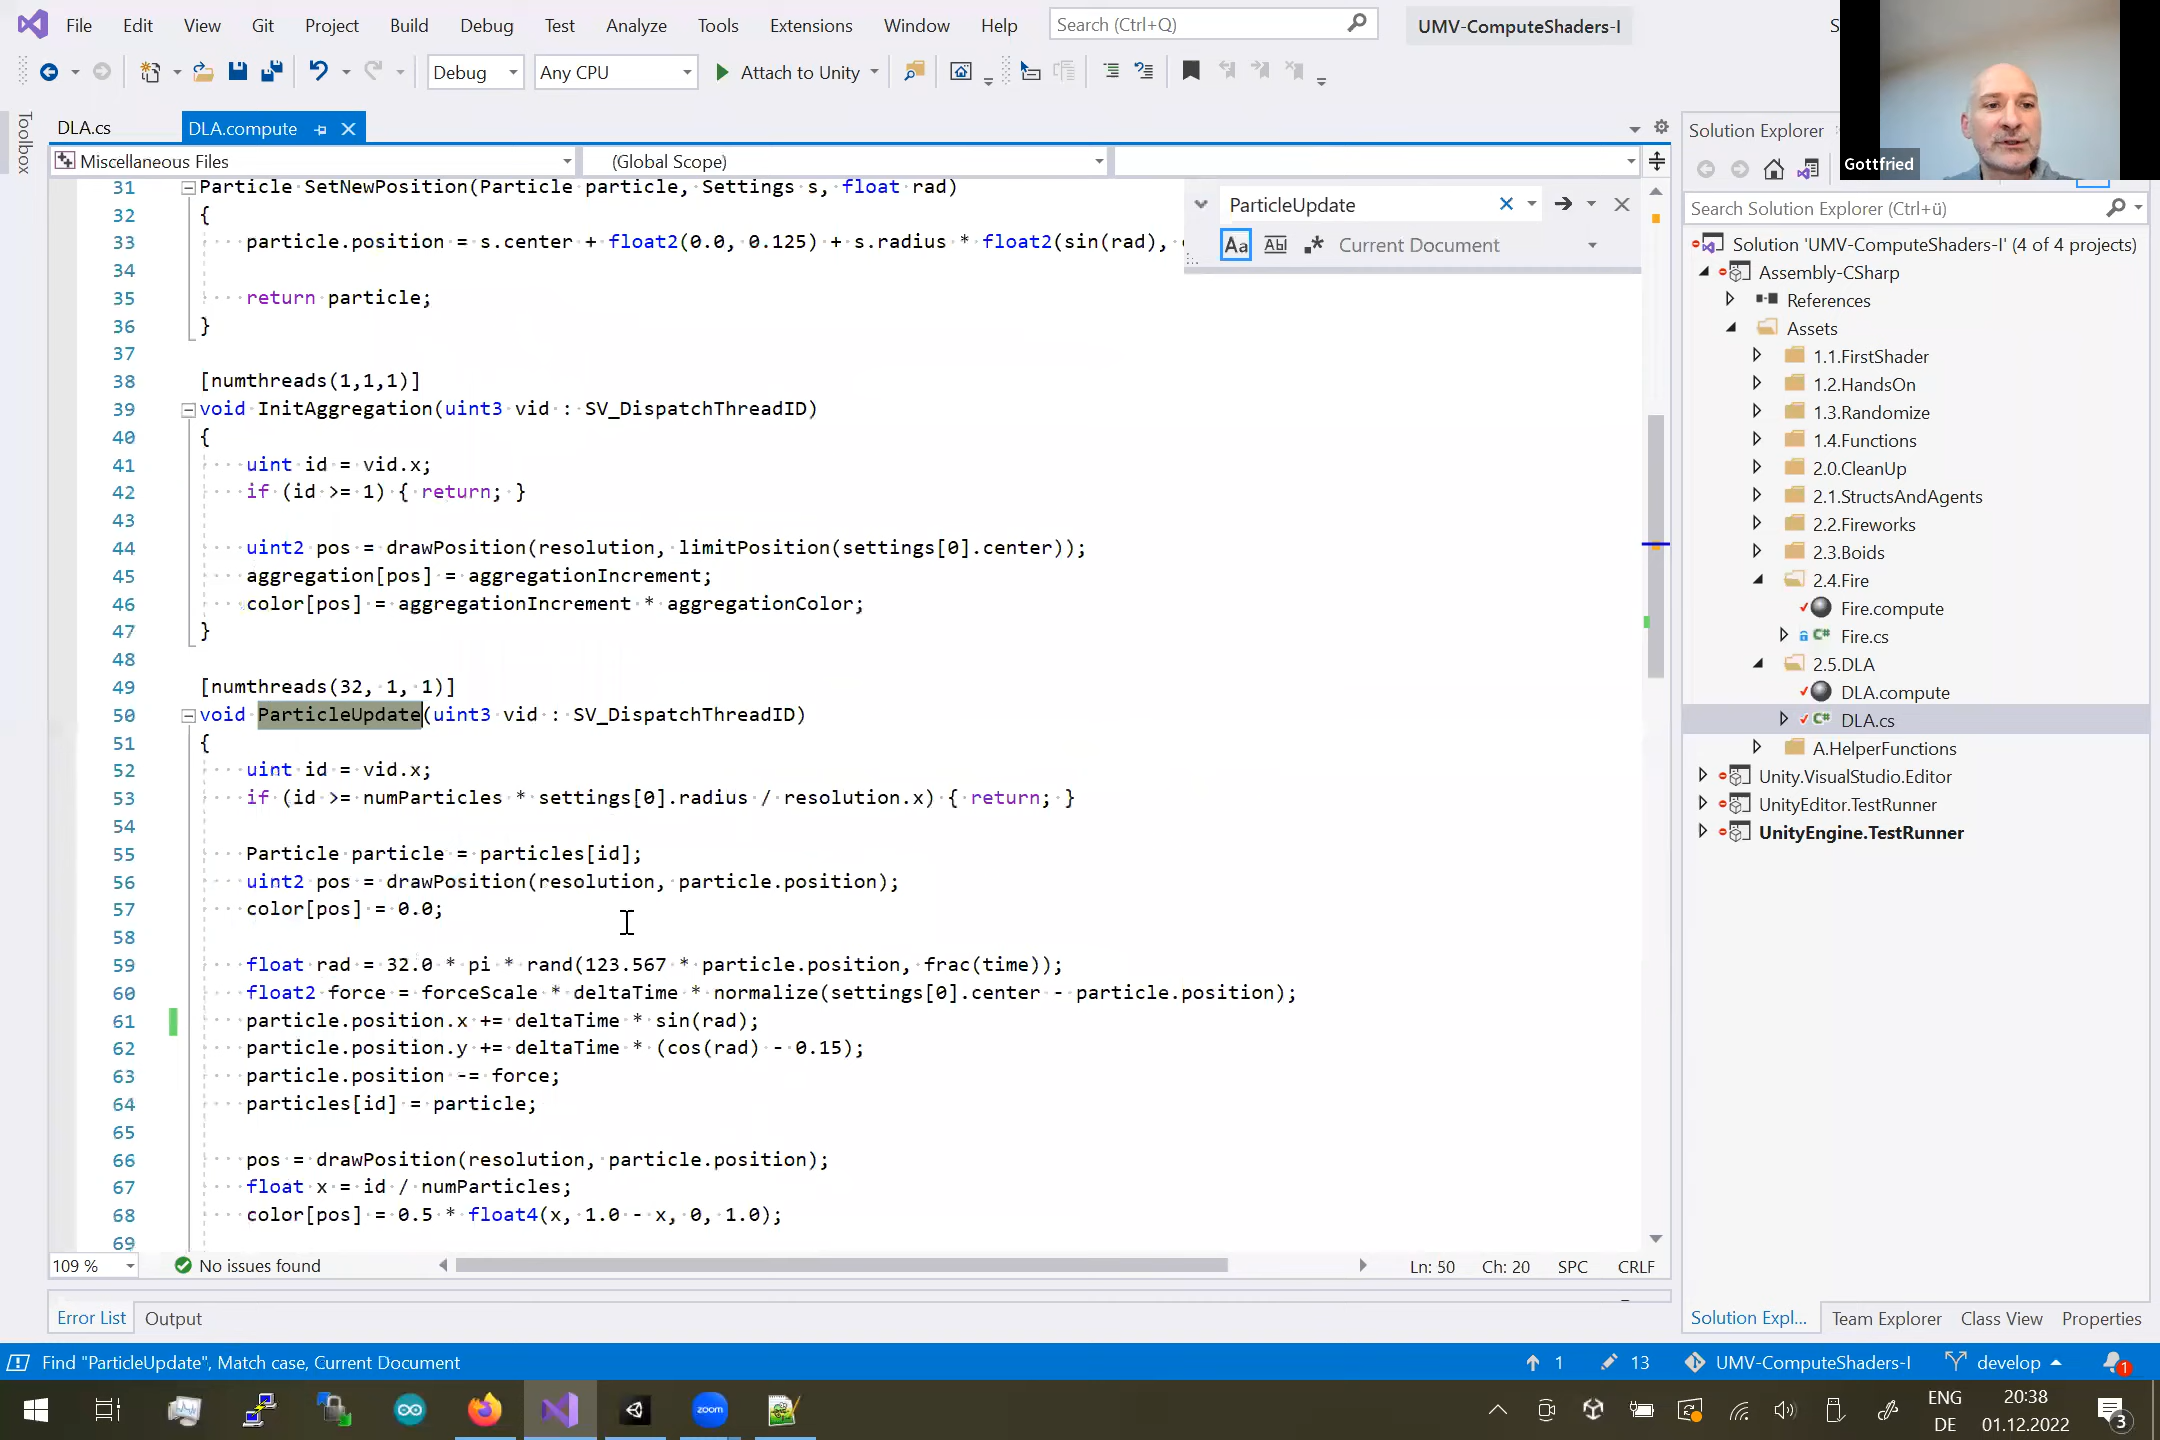 File Edit View Git Project Build Debug Test Analyze Tools Extensions Window Help Search (Ctrl+Q) UMV-ComputeShaders-I S
Debug Any CPU Attach to Unity
Toolbox
DLA.cs DLA.compute
Miscellaneous Files (Global Scope)
ParticleUpdate
Aa Abl .* Current Document
31 Particle SetNewPosition(Particle particle, Settings s, float rad)
32 {
33 particle.position = s.center + float2(0.0, 0.125) + s.radius * float2(sin(rad),
34
35 return particle;
36 }
37
38 [numthreads(1,1,1)]
39 void InitAggregation(uint3 vid : SV_DispatchThreadID)
40 {
41 uint id = vid.x;
42 if (id >= 1) { return; }
43
44 uint2 pos = drawPosition(resolution, limitPosition(settings[0].center));
45 aggregation[pos] = aggregationIncrement;
46 color[pos] = aggregationIncrement * aggregationColor;
47 }
48
49 [numthreads(32, 1, 1)]
50 void ParticleUpdate(uint3 vid : SV_DispatchThreadID)
51 {
52 uint id = vid.x;
53 if (id >= numParticles * settings[0].radius / resolution.x) { return; }
54
55 Particle particle = particles[id];
56 uint2 pos = drawPosition(resolution, particle.position);
57 color[pos] = 0.0;
58
59 float rad = 32.0 * pi * rand(123.567 * particle.position, frac(time));
60 float2 force = forceScale * deltaTime * normalize(settings[0].center - particle.position);
61 particle.position.x += deltaTime * sin(rad);
62 particle.position.y += deltaTime * (cos(rad) - 0.15);
63 particle.position -= force;
64 particles[id] = particle;
65
66 pos = drawPosition(resolution, particle.position);
67 float x = id / numParticles;
68 color[pos] = 0.5 * float4(x, 1.0 - x, 0, 1.0);
69
109 % No issues found Ln: 50 Ch: 20 SPC CRLF
Error List Output
Gottfried
Solution Explorer
Search Solution Explorer (Ctrl+ü)
Solution 'UMV-ComputeShaders-I' (4 of 4 projects)
Assembly-CSharp
References
Assets
1.1.FirstShader
1.2.HandsOn
1.3.Randomize
1.4.Functions
2.0.CleanUp
2.1.StructsAndAgents
2.2.Fireworks
2.3.Boids
2.4.Fire
Fire.compute
C# Fire.cs
2.5.DLA
DLA.compute
C# DLA.cs
A.HelperFunctions
Unity.VisualStudio.Editor
UnityEditor.TestRunner
UnityEngine.TestRunner
Solution Expl... Team Explorer Class View Properties
Find "ParticleUpdate", Match case, Current Document 1 13 UMV-ComputeShaders-I develop 1
zoom
ENG 20:38
DE 01.12.2022 3